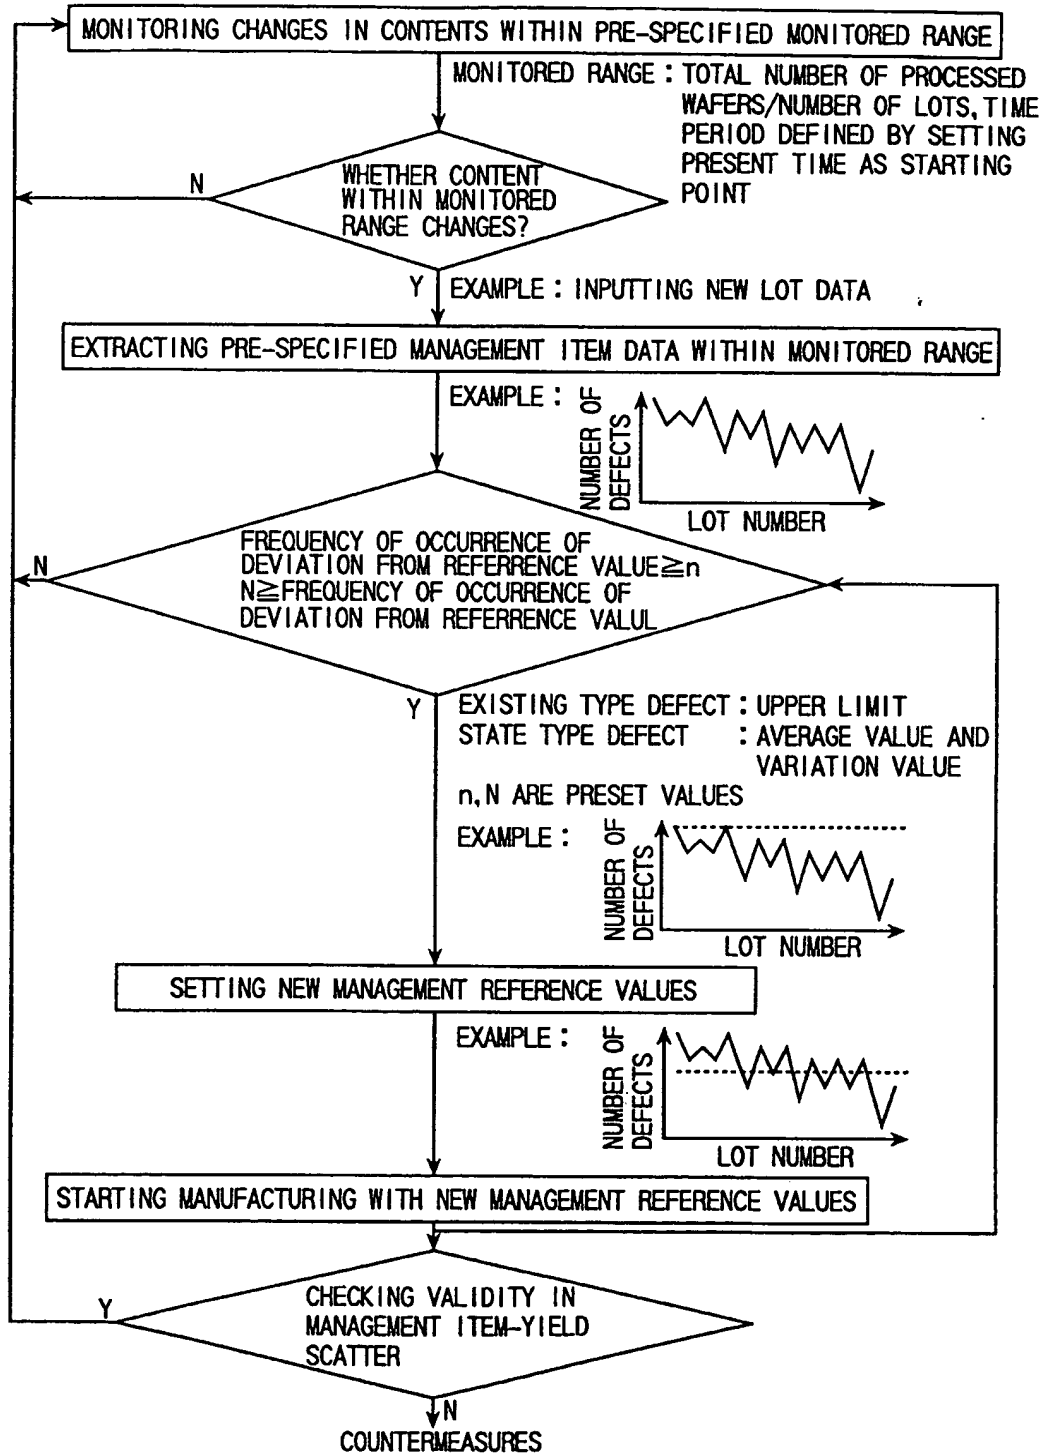 MONITORING CHANGES IN CONTENTS WITHIN PRE-SPECIFIED MONITORED RANGE
MONITORED RANGE : TOTAL NUMBER OF PROCESSED
WAFERS/NUMBER OF LOTS, TIME
PERIOD DEFINED BY SETTING
PRESENT TIME AS STARTING
POINT
WHETHER CONTENT
WITHIN MONITORED
RANGE CHANGES?
N
Y
EXAMPLE : INPUTTING NEW LOT DATA
EXTRACTING PRE-SPECIFIED MANAGEMENT ITEM DATA WITHIN MONITORED RANGE
EXAMPLE :
NUMBER OF
DEFECTS
LOT NUMBER
FREQUENCY OF OCCURRENCE OF
DEVIATION FROM REFERRENCE VALUE≧n
N≧FREQUENCY OF OCCURRENCE OF
DEVIATION FROM REFERRENCE VALUL
N
Y
EXISTING TYPE DEFECT : UPPER LIMIT
STATE TYPE DEFECT : AVERAGE VALUE AND
VARIATION VALUE
n, N ARE PRESET VALUES
EXAMPLE :
NUMBER OF
DEFECTS
LOT NUMBER
SETTING NEW MANAGEMENT REFERENCE VALUES
EXAMPLE :
NUMBER OF
DEFECTS
LOT NUMBER
STARTING MANUFACTURING WITH NEW MANAGEMENT REFERENCE VALUES
CHECKING VALIDITY IN
MANAGEMENT ITEM-YIELD
SCATTER
Y
N
COUNTERMEASURES